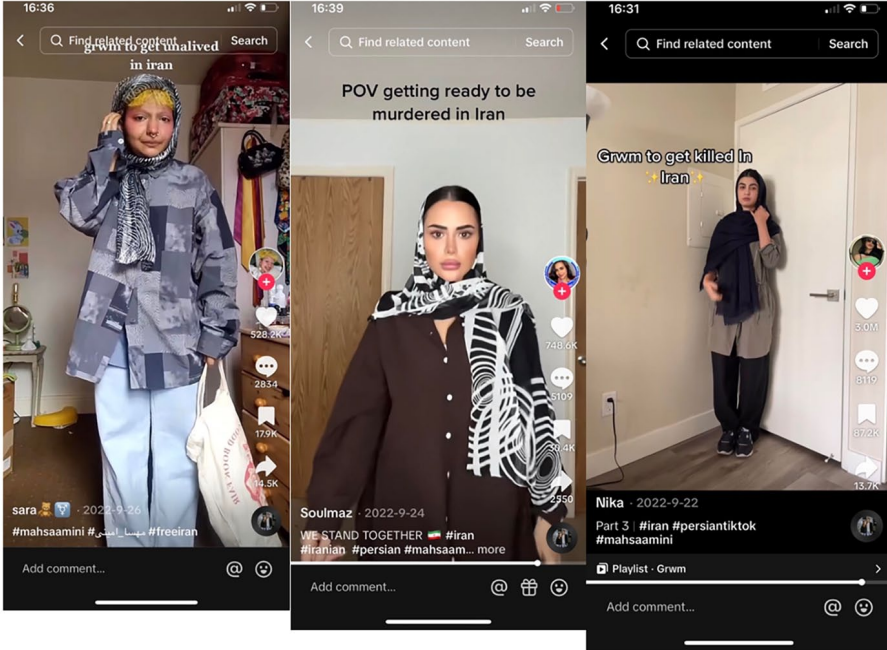 16:36
Find related content
Search
grwm to get unalived
in iran
528.2K
2834
17.9K
14.5K
sara🧸⚧️ · 2022-9-26
#mahsaamini #مهسا_امینی #freeiran
Add comment...
16:39
Find related content
Search
POV getting ready to be
murdered in Iran
748.6K
5109
30.4K
2550
Soulmaz · 2022-9-24
WE STAND TOGETHER 🇮🇷 #iran
#iranian #persian #mahsaam... more
Add comment...
16:31
Find related content
Search
Grwm to get killed In
✨Iran✨
3.0M
8119
87.2K
13.7K
Nika · 2022-9-22
Part 3 | #iran #persiantiktok
#mahsaamini
Playlist · Grwm
Add comment...